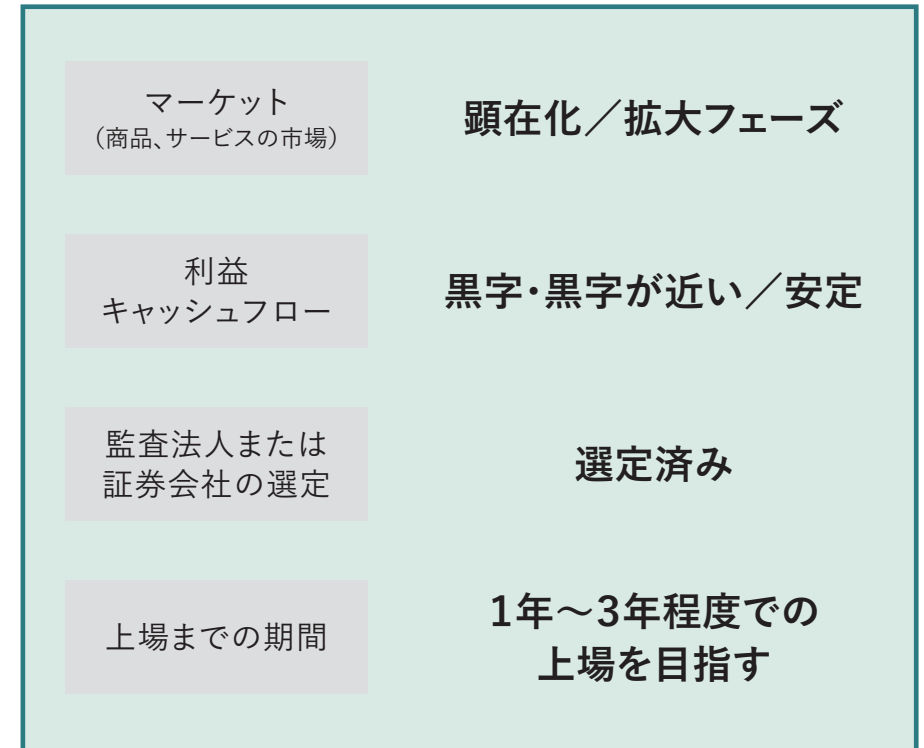 マーケット
（商品、サービスの市場）
顕在化／拡大フェーズ
利益
キャッシュフロー
黒字・黒字が近い／安定
監査法人または
証券会社の選定
選定済み
上場までの期間
1年～3年程度での
上場を目指す